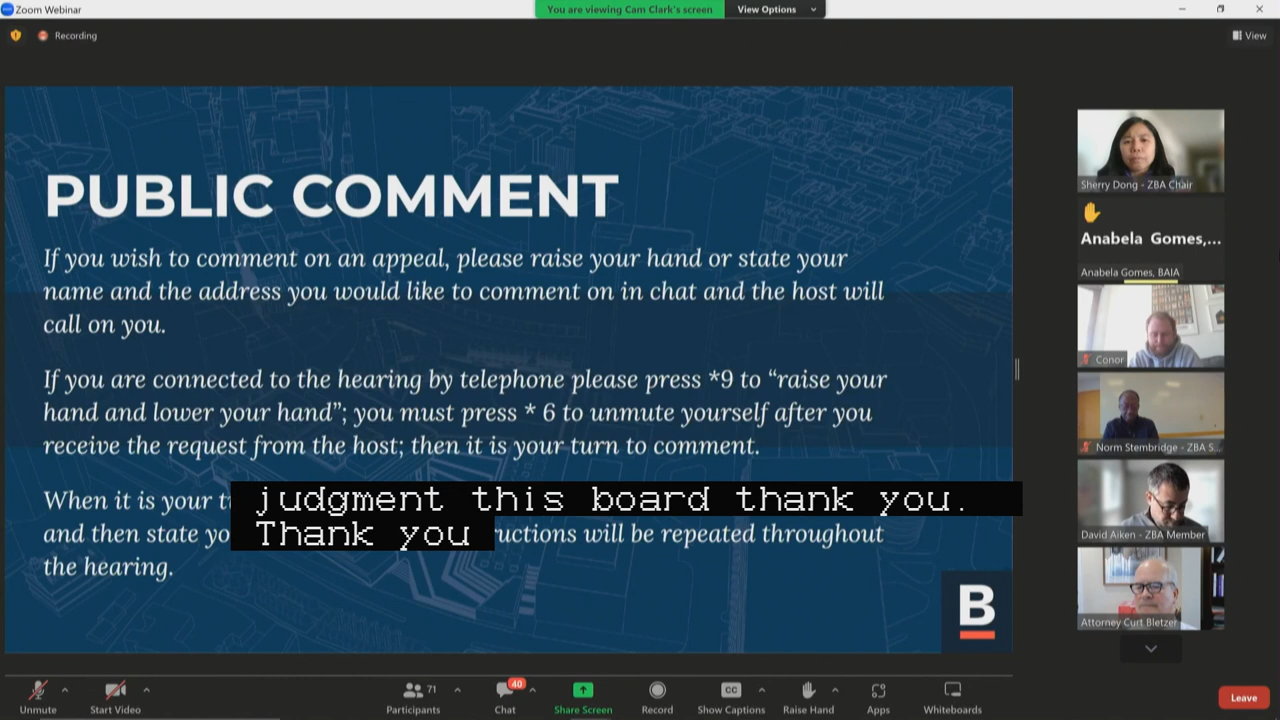 Zoom Webinar
You are viewing Cam Clark's screen
View Options
Recording
View
PUBLIC COMMENT
If you wish to comment on an appeal, please raise your hand or state your
name and the address you would like to comment on in chat and the host will
call on you.
If you are connected to the hearing by telephone please press *9 to “raise your
hand and lower your hand”; you must press * 6 to unmute yourself after you
receive the request from the host; then it is your turn to comment.
When it is your
and then state
ructions will be repeated throughout
the hearing.
judgment this board thank you.
Thank you
B
Sherry Dong - ZBA Chair
Anabela Gomes,...
Anabela Gomes, BAIA
Conor
Norm Stembridge - ZBA S...
David Aiken - ZBA Member
Attorney Curt Bletzer
Unmute
Start Video
71
Participants
40
Chat
Share Screen
Record
CC
Show Captions
Raise Hand
Apps
Whiteboards
Leave